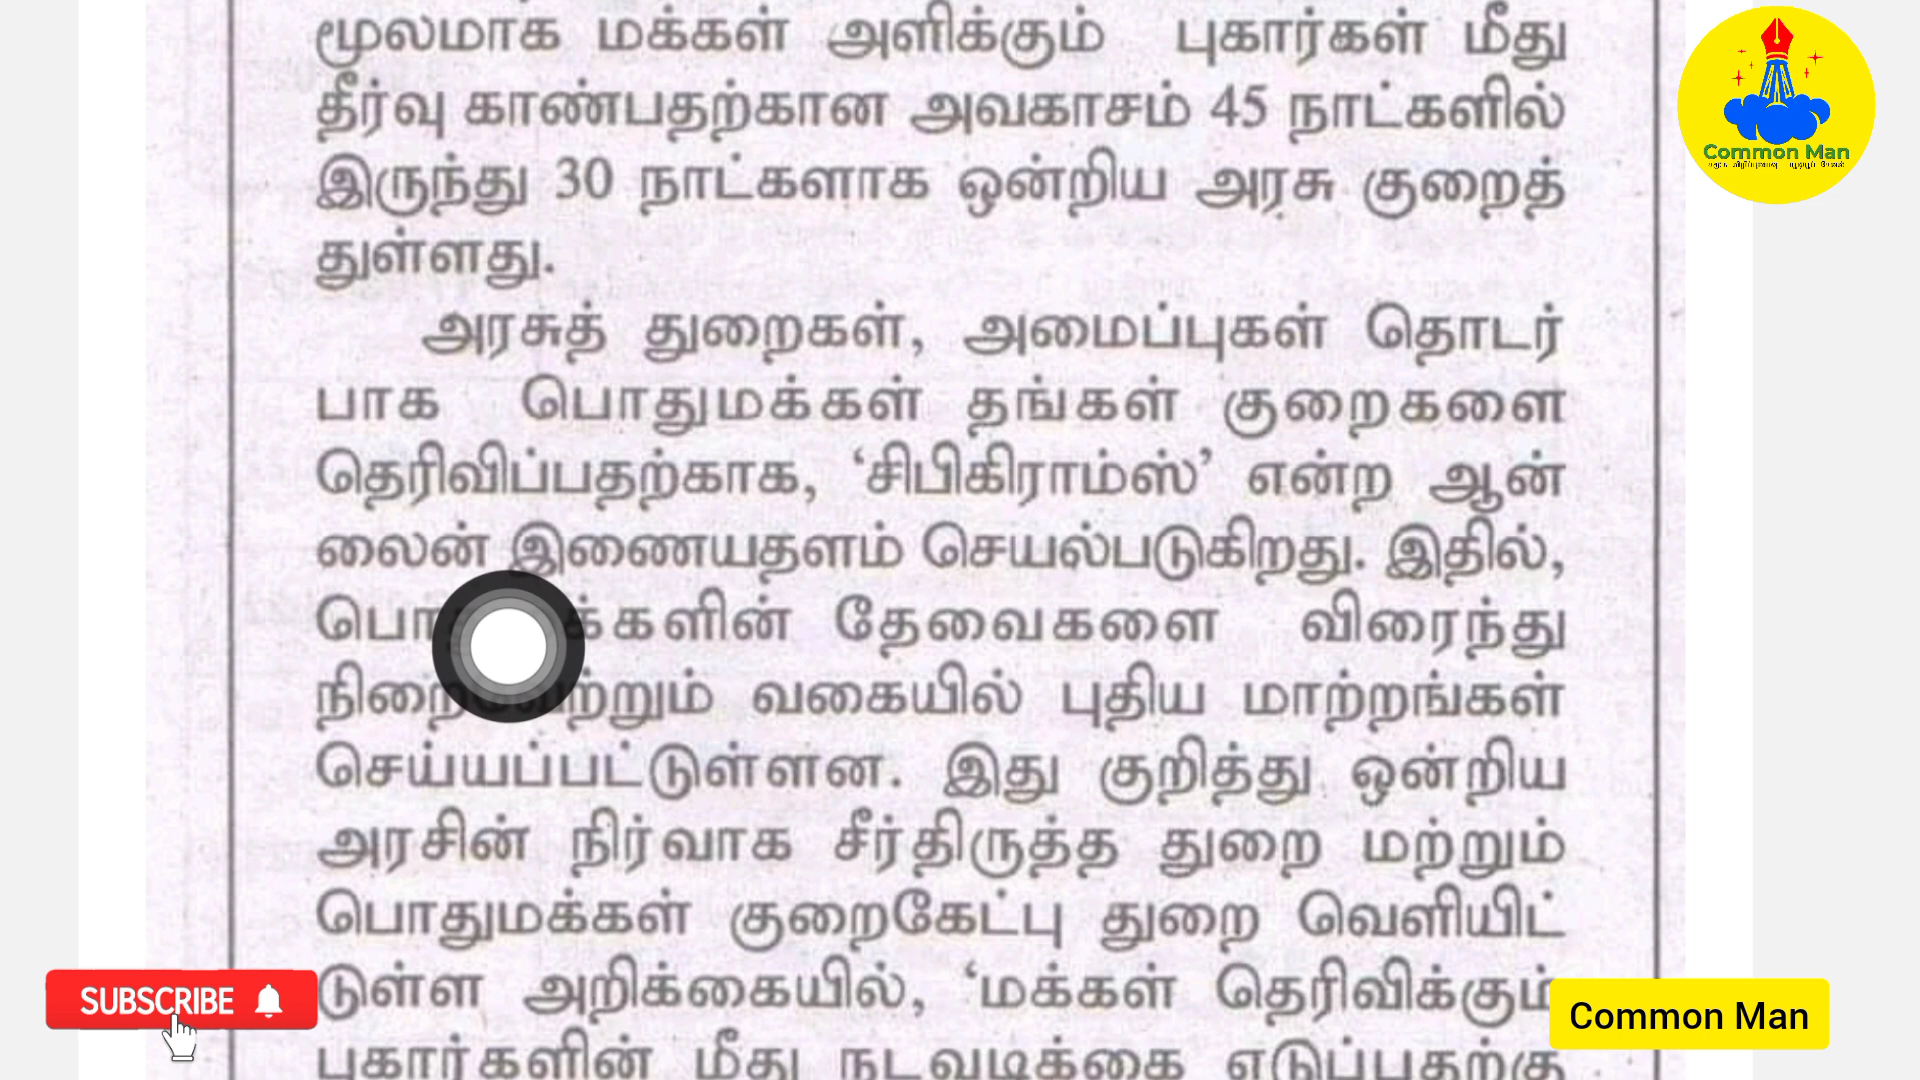 மூலமாக மக்கள் அளிக்கும் புகார்கள் மீது
தீர்வு காண்பதற்கான அவகாசம் 45 நாட்களில்
இருந்து 30 நாட்களாக ஒன்றிய அரசு குறைத்
துள்ளது.
அரசுத் துறைகள், அமைப்புகள் தொடர்
பாக பொதுமக்கள் தங்கள் குறைகளை
தெரிவிப்பதற்காக, ‘சிபிகிராம்ஸ்’ என்ற ஆன்
லைன் இணையதளம் செயல்படுகிறது. இதில்,
தேவைகளை விரைந்து
வகையில் புதிய மாற்றங்கள்
செய்யப்பட்டுள்ளன. இது குறித்து ஒன்றிய
அரசின் நிர்வாக சீர்திருத்த துறை மற்றும்
பொதுமக்கள் குறைகேட்பு துறை வெளியிட்
டுள்ள அறிக்கையில், ‘மக்கள் தெரிவிக்கும்
புகார்களின் மீது நடவடிக்கை எடுப்பதற்கு
Common Man
SUBSCRIBE
Common Man